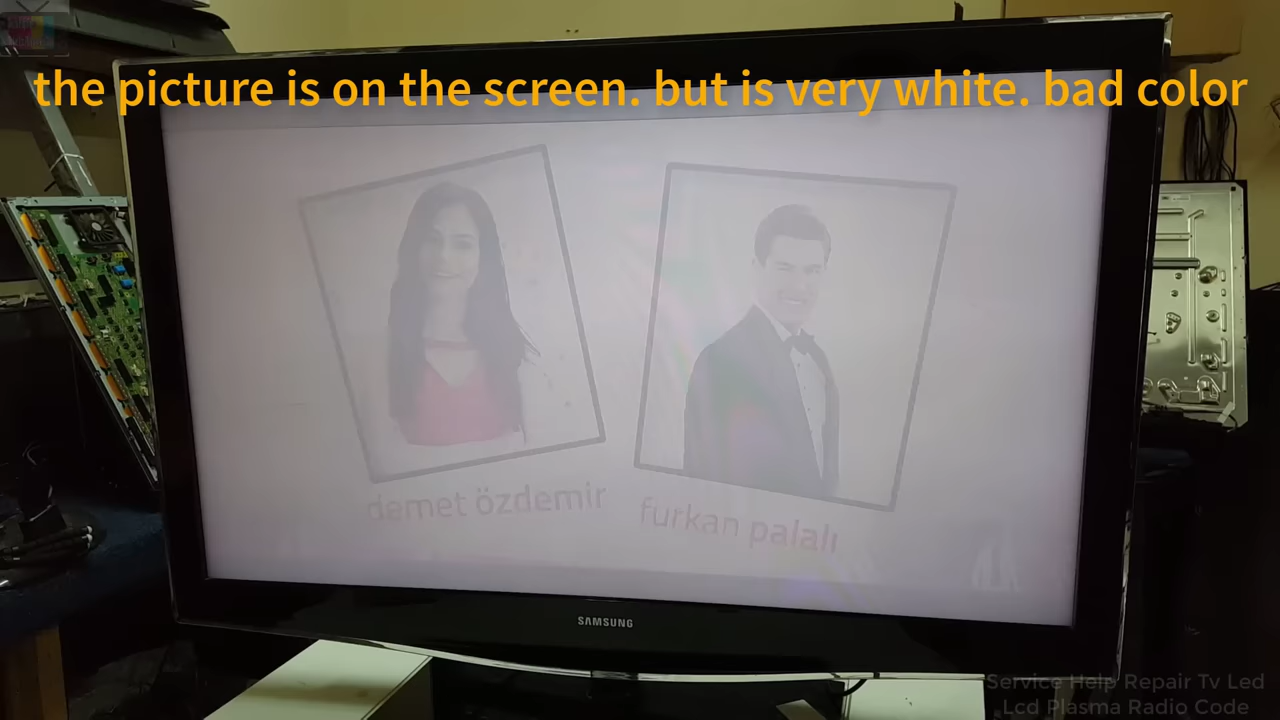 the picture is on the screen. but is very white. bad color
demet özdemir
furkan palalı
SAMSUNG
Service Help Repair Tv Led
Lcd Plasma Radio Code